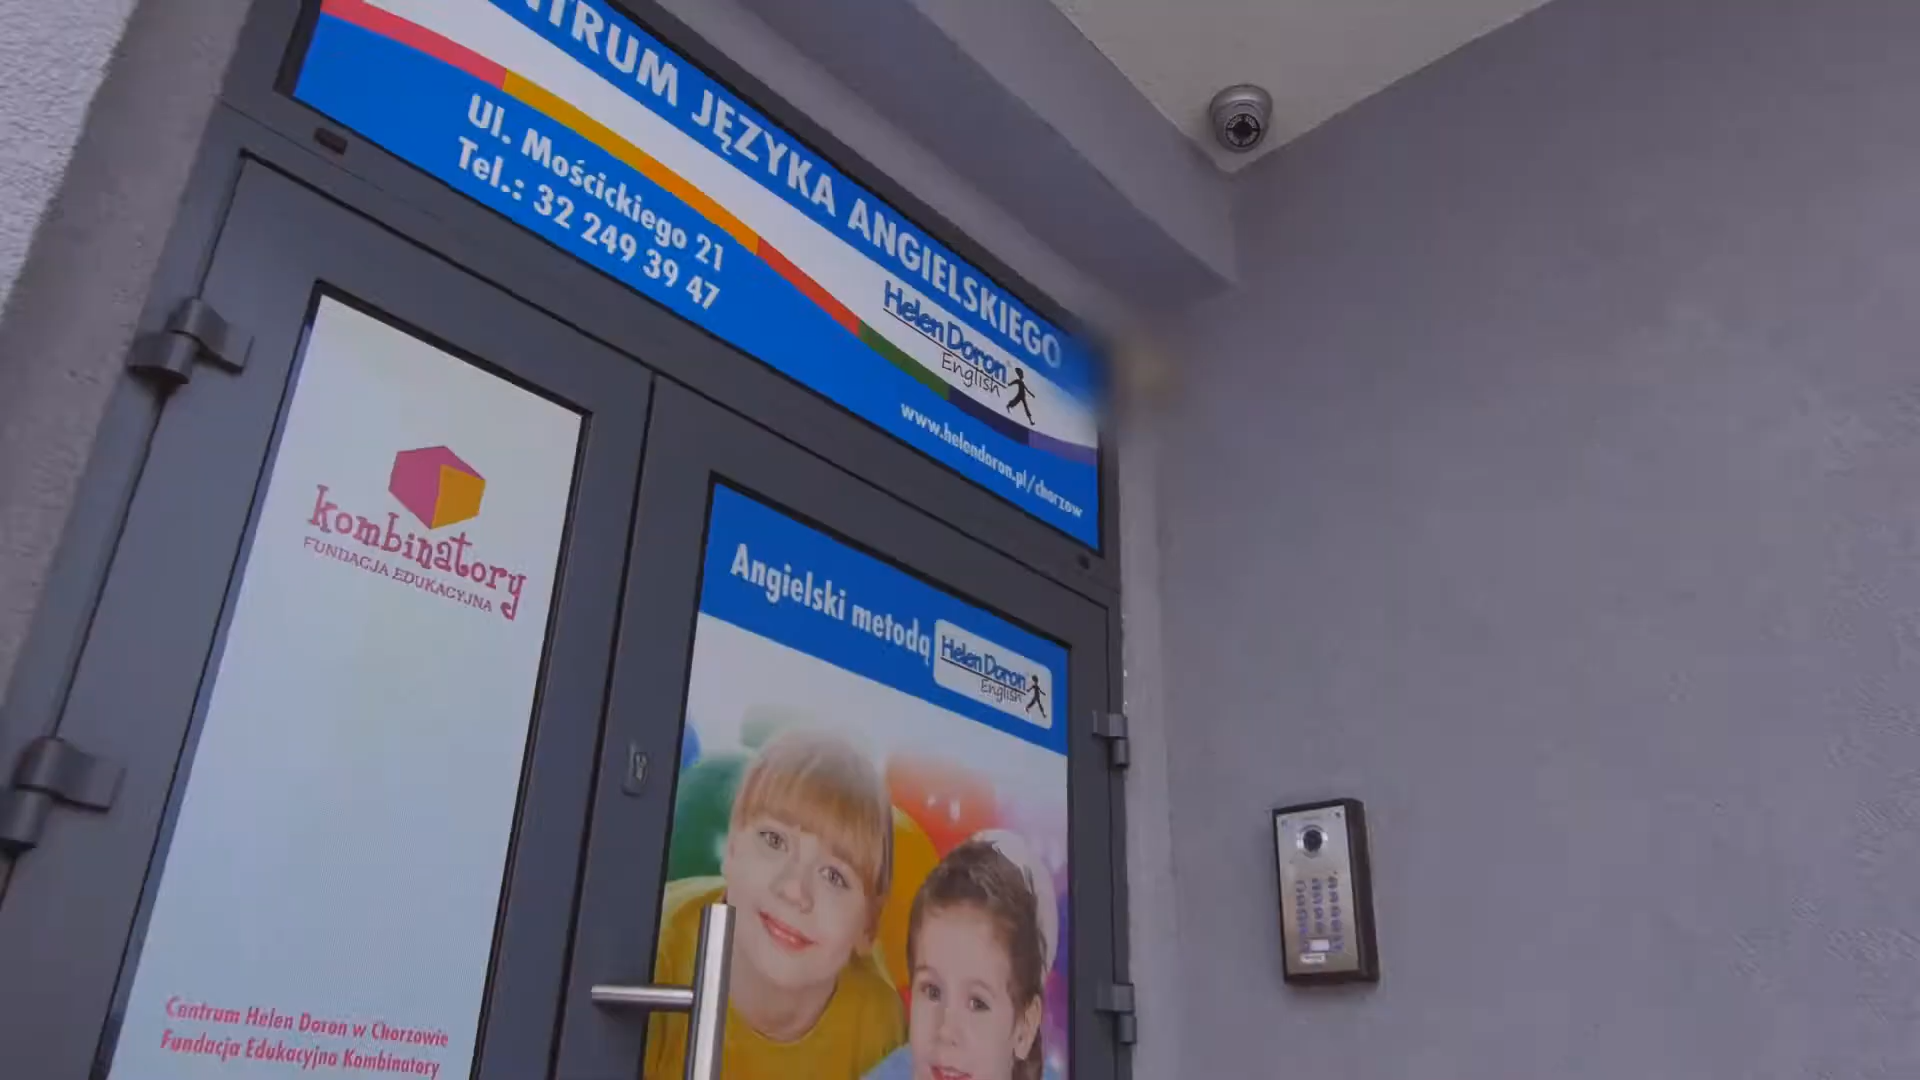 NTRUM JĘZYKA ANGIELSKIEGO
Ul. Mościckiego 21
Tel.: 32 249 39 47
Helen Doron
English
www.helendoron.pl/chorzow
kombinatory
FUNDACJA EDUKACYJNA
Angielski metodą
Helen Doron
English
Centrum Helen Doron w Chorzowie
Fundacja Edukacyjna Kombinatory